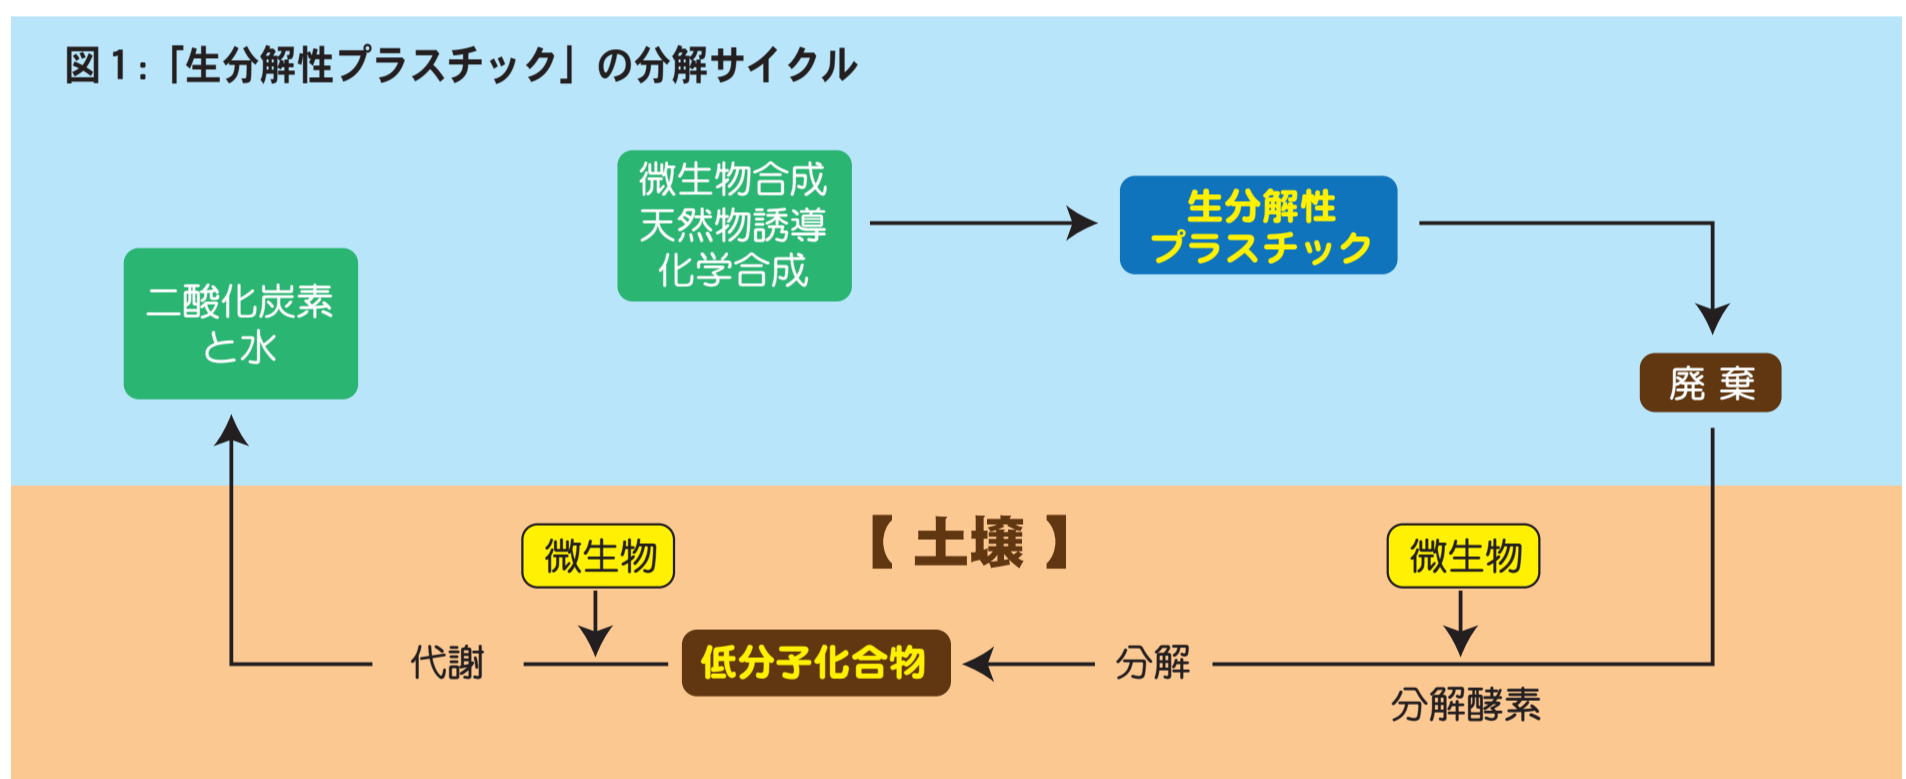 図1:「生分解性プラスチック」の分解サイクル
微生物合成
天然物誘導
化学合成
生分解性
プラスチック
二酸化炭素
と水
廃棄
【土壌】
微生物
微生物
代謝
低分子化合物
分解
分解酵素